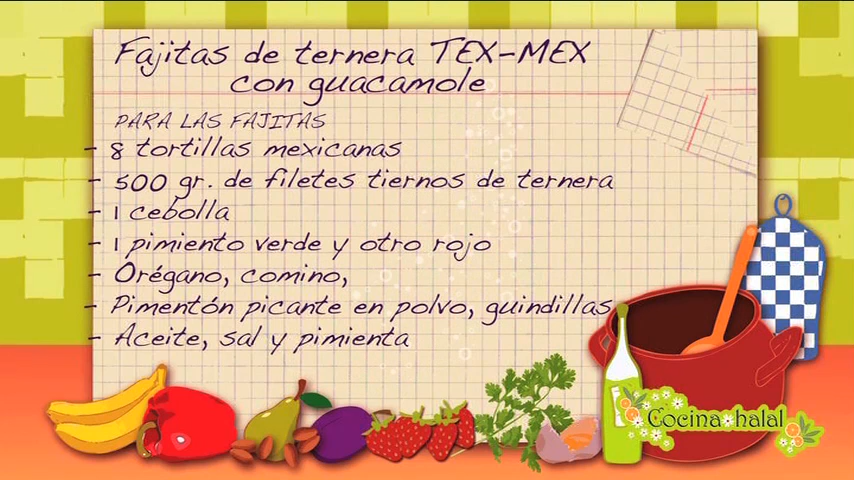 Fajitas de ternera TEX-MEX
con guacamole
PARA LAS FAJITAS
- 8 tortillas mexicanas
- 500 gr. de filetes tiernos de ternera
- 1 cebolla
- 1 pimiento verde y otro rojo
- Orégano, comino,
- Pimentón picante en polvo, guindillas
- Aceite, sal y pimienta
Cocina halal